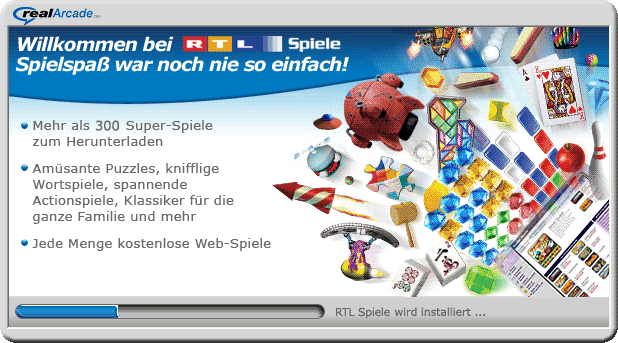 realArcade™
Willkommen bei RTL Spiele
Spielspaß war noch nie so einfach!
Mehr als 300 Super-Spiele
zum Herunterladen
Amüsante Puzzles, knifflige
Wortspiele, spannende
Actionspiele, Klassiker für die
ganze Familie und mehr
Jede Menge kostenlose Web-Spiele
RTL Spiele wird installiert ...